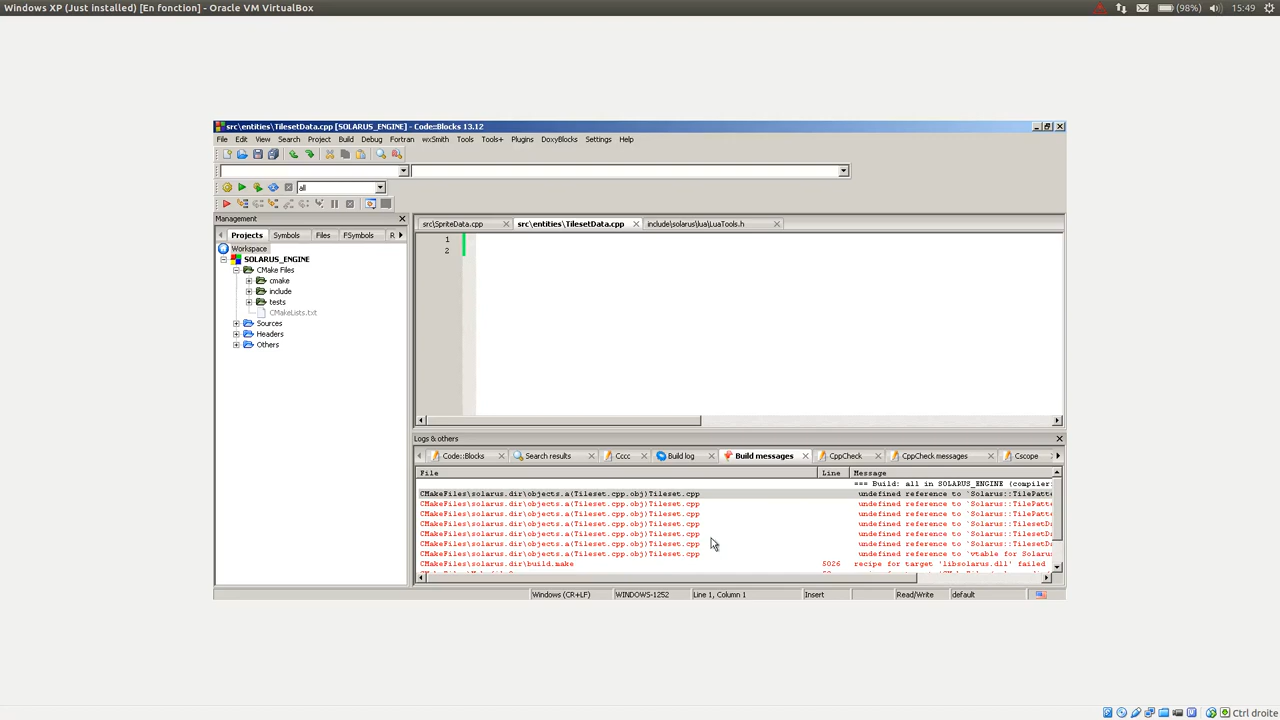 Windows XP (Just installed) [En fonction] - Oracle VM VirtualBox
(98%) 15:49
src\entities\TilesetData.cpp [SOLARUS_ENGINE] - Code::Blocks 13.12
File Edit View Search Project Build Debug Fortran wxSmith Tools Tools+ Plugins DoxyBlocks Settings Help
all
Management
src\SpriteData.cpp src\entities\TilesetData.cpp include\solarus\lua\LuaTools.h
Projects Symbols Files FSymbols R
1
2
Workspace
SOLARUS_ENGINE
CMake Files
cmake
include
tests
CMakeLists.txt
Sources
Headers
Others
Logs & others
Code::Blocks Search results Cccc Build log Build messages CppCheck CppCheck messages Cscope
File Line Message
=== Build: all in SOLARUS_ENGINE (compiler:
CMakeFiles\solarus.dir\objects.a(Tileset.cpp.obj)Tileset.cpp undefined reference to `Solarus::TilePatte
CMakeFiles\solarus.dir\objects.a(Tileset.cpp.obj)Tileset.cpp undefined reference to `Solarus::TilePatte
CMakeFiles\solarus.dir\objects.a(Tileset.cpp.obj)Tileset.cpp undefined reference to `Solarus::TilePatte
CMakeFiles\solarus.dir\objects.a(Tileset.cpp.obj)Tileset.cpp undefined reference to `Solarus::TilesetDa
CMakeFiles\solarus.dir\objects.a(Tileset.cpp.obj)Tileset.cpp undefined reference to `Solarus::TilesetDa
CMakeFiles\solarus.dir\objects.a(Tileset.cpp.obj)Tileset.cpp undefined reference to `Solarus::TilesetDa
CMakeFiles\solarus.dir\objects.a(Tileset.cpp.obj)Tileset.cpp undefined reference to `vtable for Solarus
CMakeFiles\solarus.dir\build.make 5026 recipe for target 'libsolarus.dll' failed
Windows (CR+LF) WINDOWS-1252 Line 1, Column 1 Insert Read/Write default
Ctrl droite